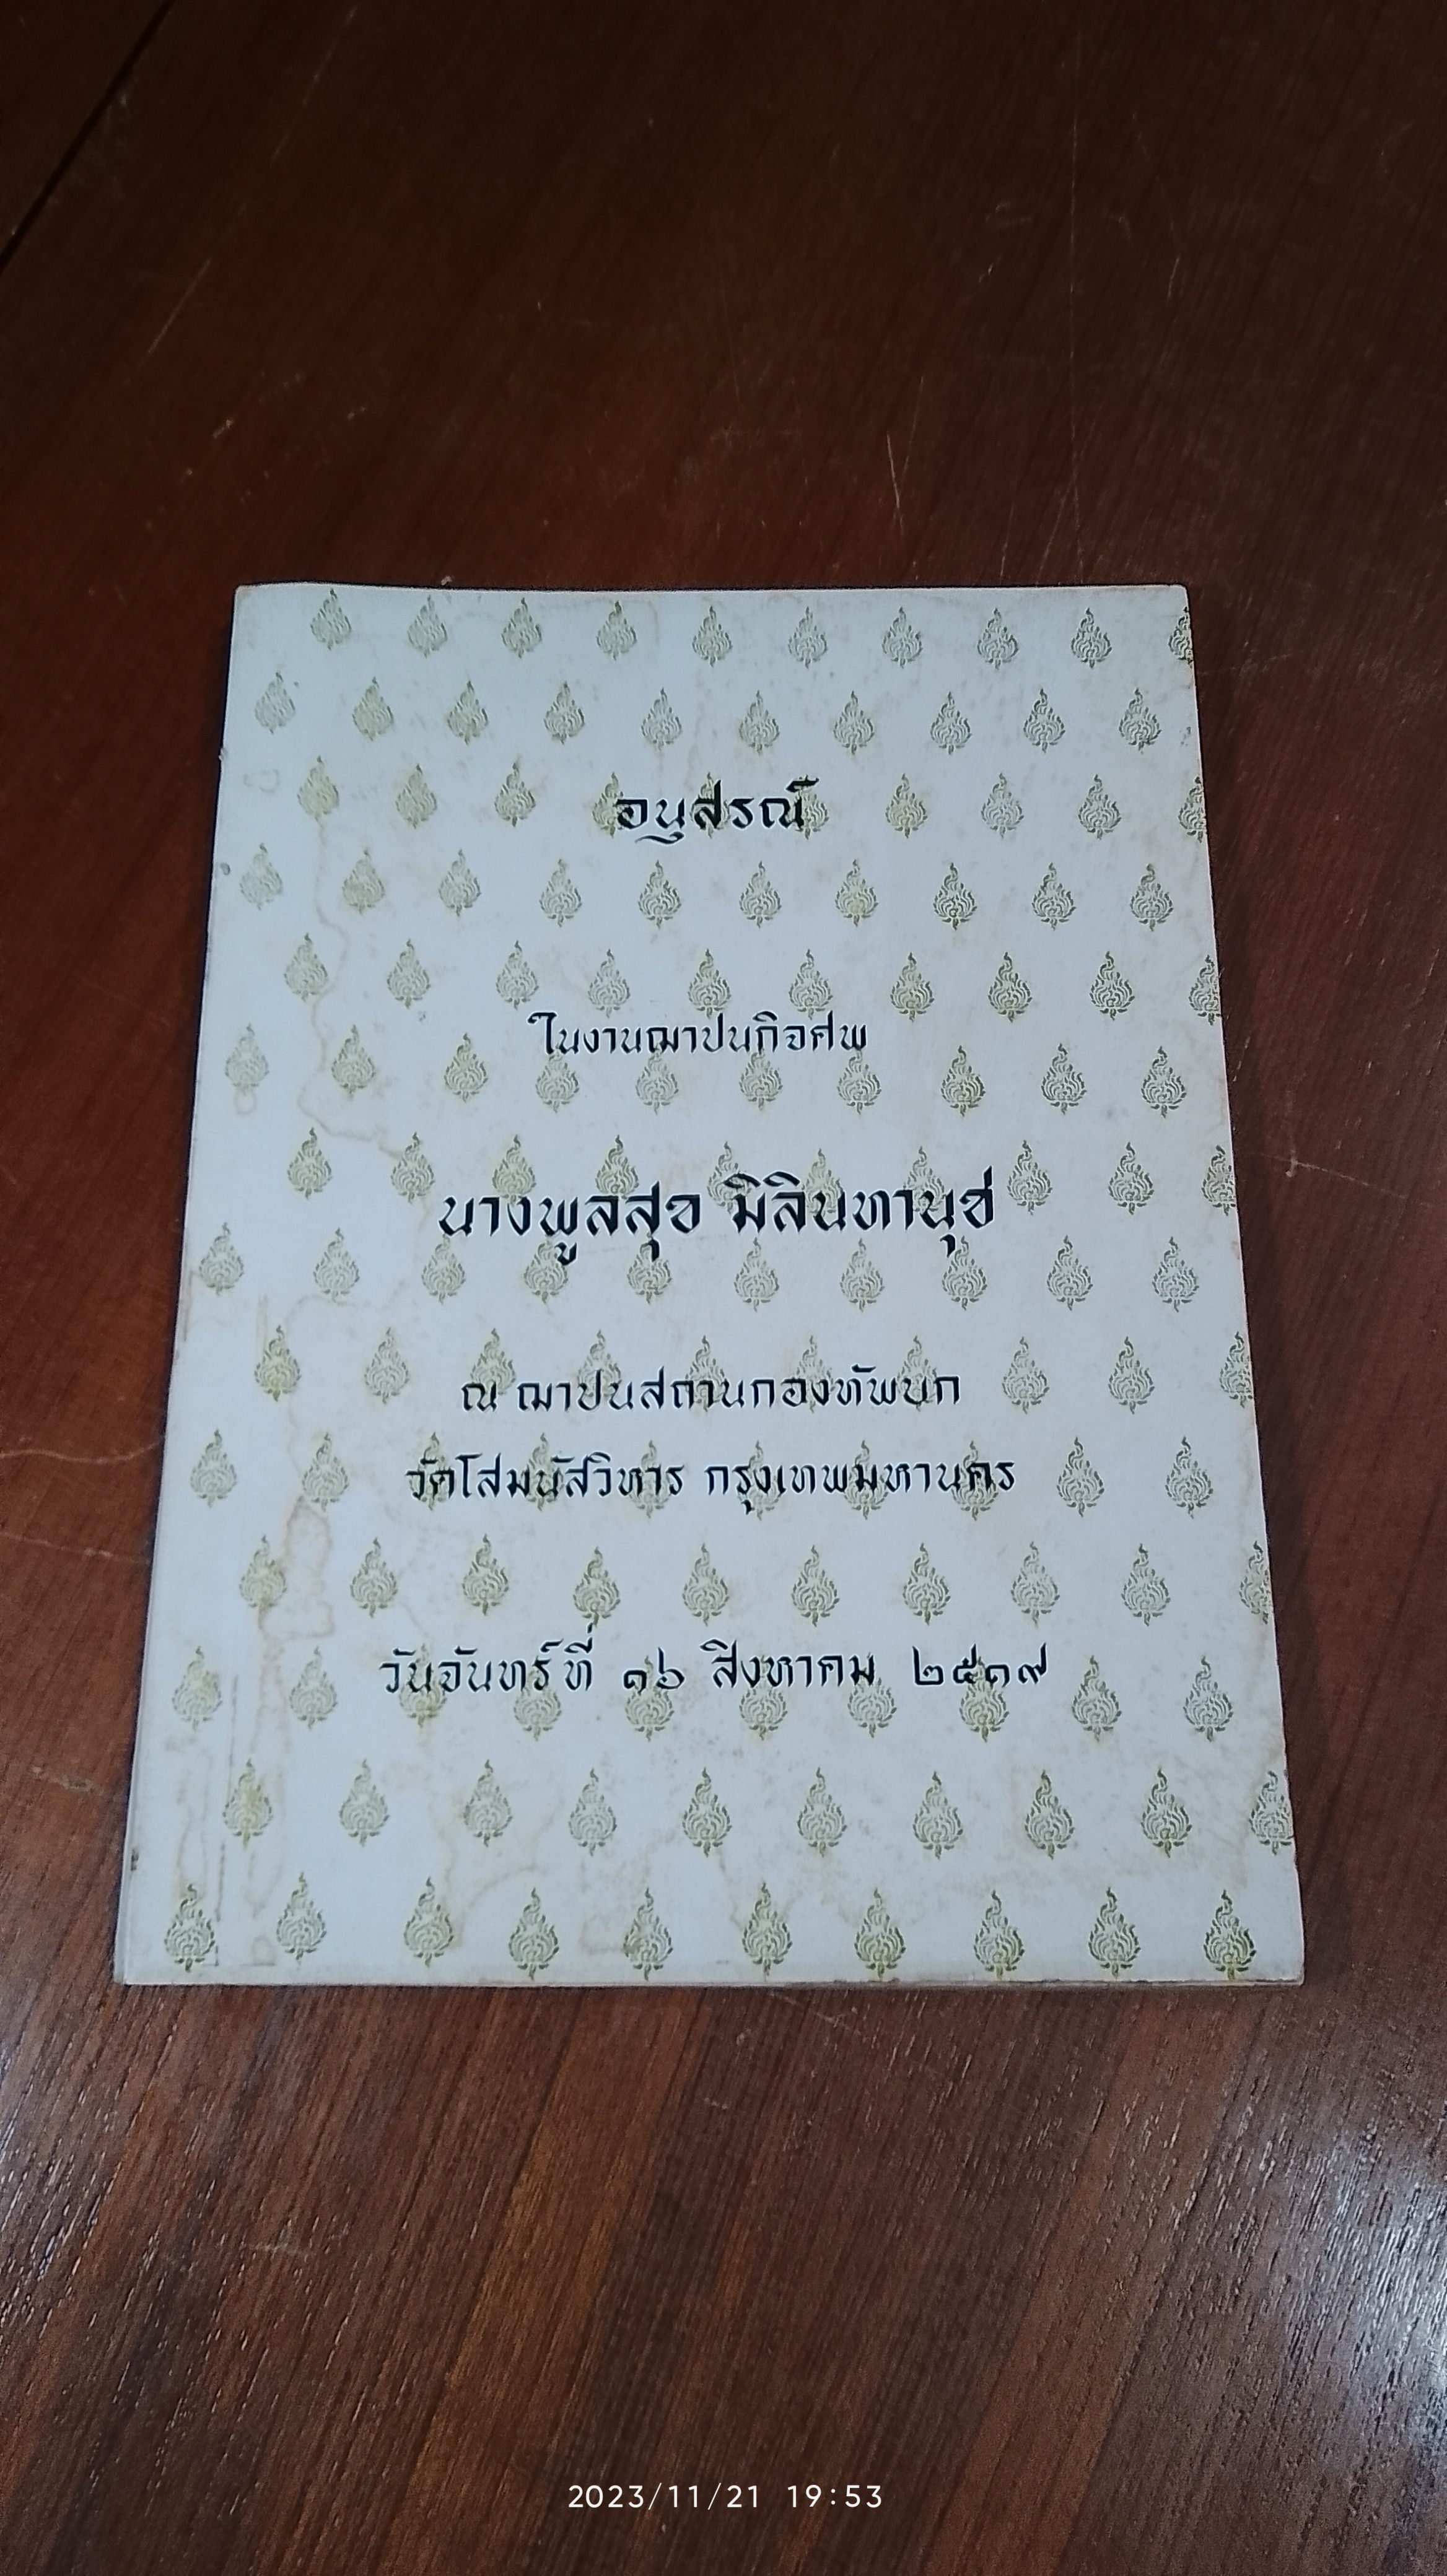 อนุสรณ์
ในงานฌาปนกิจศพ
นางพูลสุข มิลินทานุช
ณ ฌาปนสถานกองทัพบก
วัดโสมนัสวิหาร กรุงเทพมหานคร
วันจันทร์ที่ ๑๖ สิงหาคม ๒๕๑๙
2023/11/21 19:53